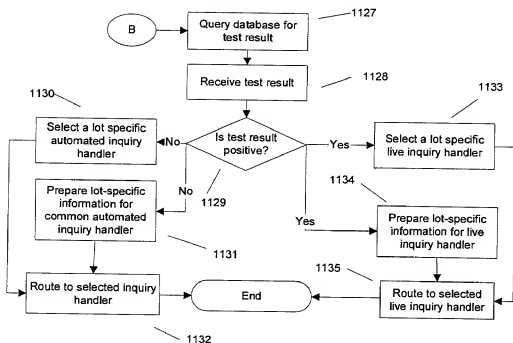 1127
B
Query database for
test result
Receive test result
1128
1130
1133
Select a lot specific
automated inquiry
handler
No
Is test result
positive?
Yes
Select a lot specific
live inquiry handler
No
1129
1134
Prepare lot-specific
information for
common automated
inquiry handler
Yes
Prepare lot-specific
information for live
inquiry handler
1131
1135
Route to selected inquiry
handler
End
Route to selected
live inquiry handler
1132